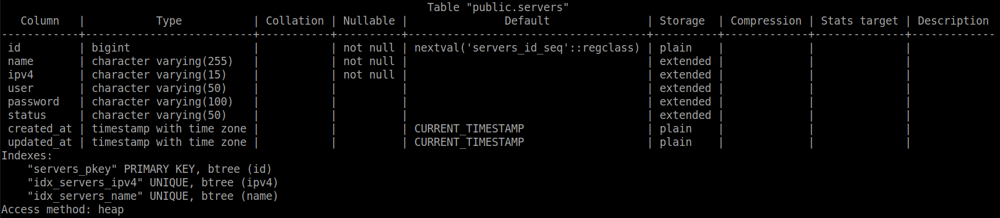 Table "public.servers"
   Column   |           Type           | Collation | Nullable |               Default               | Storage  | Compression | Stats target | Description 
------------+--------------------------+-----------+----------+-------------------------------------+----------+-------------+--------------+-------------
 id         | bigint                   |           | not null | nextval('servers_id_seq'::regclass) | plain    |             |              | 
 name       | character varying(255)   |           | not null |                                     | extended |             |              | 
 ipv4       | character varying(15)    |           | not null |                                     | extended |             |              | 
 user       | character varying(50)    |           |          |                                     | extended |             |              | 
 password   | character varying(100)   |           |          |                                     | extended |             |              | 
 status     | character varying(50)    |           |          |                                     | extended |             |              | 
 created_at | timestamp with time zone |           |          | CURRENT_TIMESTAMP                   | plain    |             |              | 
 updated_at | timestamp with time zone |           |          | CURRENT_TIMESTAMP                   | plain    |             |              | 
Indexes:
    "servers_pkey" PRIMARY KEY, btree (id)
    "idx_servers_ipv4" UNIQUE, btree (ipv4)
    "idx_servers_name" UNIQUE, btree (name)
Access method: heap